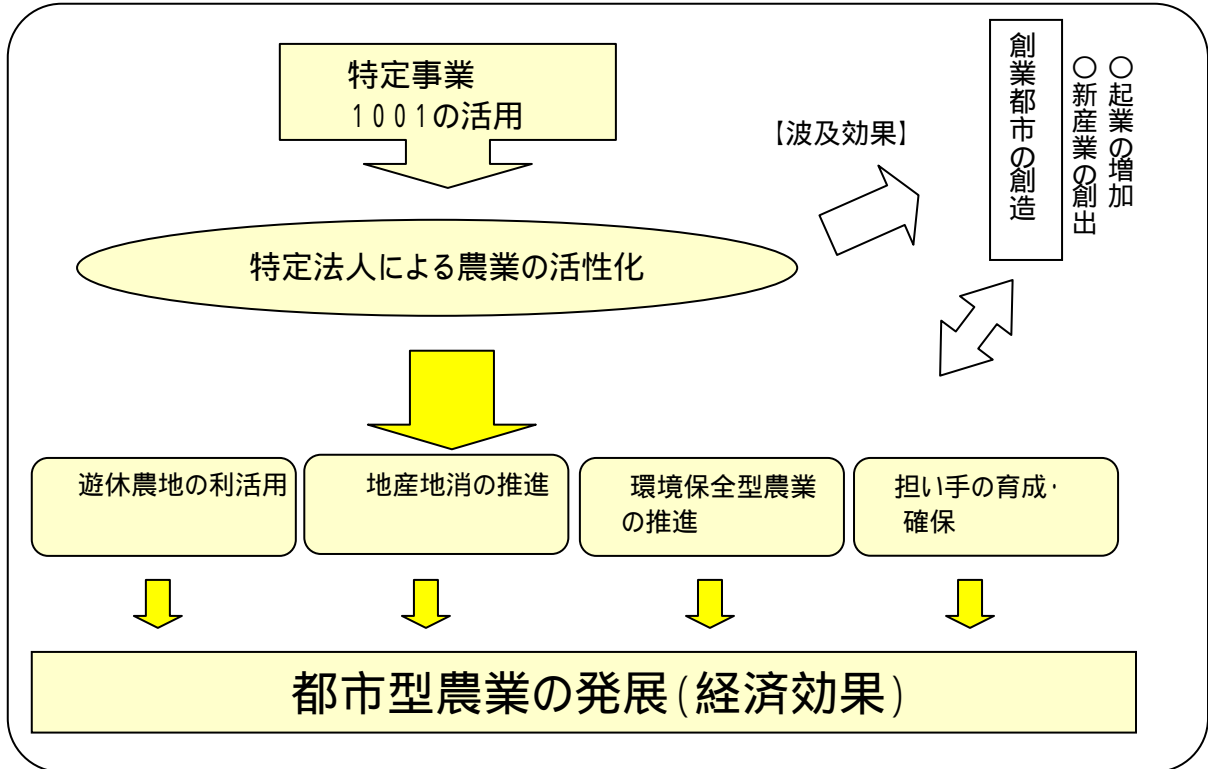 特定事業
1001の活用
【波及効果】
創業都市の創造
○起業の増加
○新産業の創出
特定法人による農業の活性化
遊休農地の利活用
地産地消の推進
環境保全型農業
の推進
担い手の育成・
確保
都市型農業の発展(経済効果)